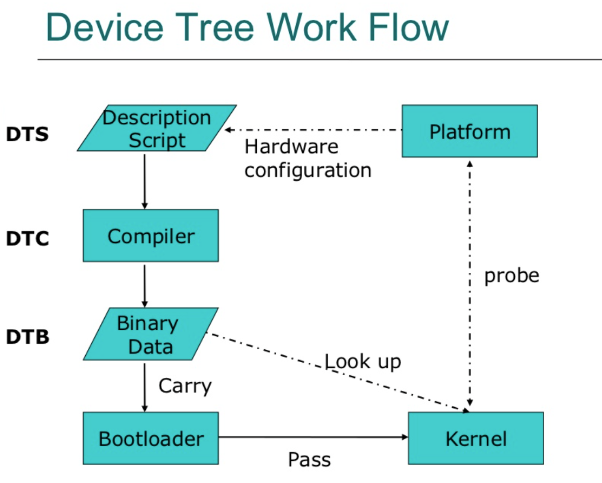 Device Tree Work Flow
DTS
Description
Script
Hardware
configuration
Platform
DTC
Compiler
probe
DTB
Binary
Data
Look up
Carry
Bootloader
Pass
Kernel